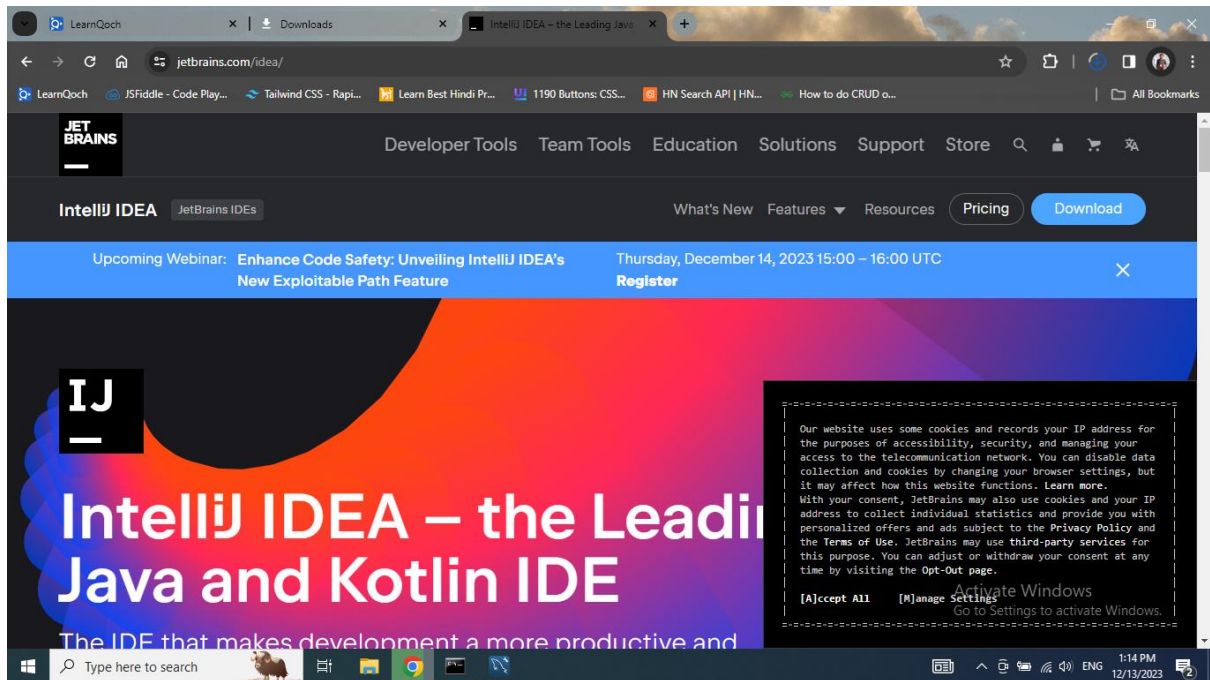 LearnQoch
Downloads
IntelliJ IDEA – the Leading Java
jetbrains.com/idea/
LearnQoch
JSFiddle - Code Play...
Tailwind CSS - Rapi...
Learn Best Hindi Pr...
1190 Buttons: CSS...
HN Search API | HN...
How to do CRUD o...
All Bookmarks
JET
BRAINS
Developer Tools Team Tools Education Solutions Support Store
IntelliJ IDEA JetBrains IDEs What's New Features Resources Pricing Download
Upcoming Webinar: Enhance Code Safety: Unveiling IntelliJ IDEA's
New Exploitable Path Feature
Thursday, December 14, 2023 15:00 – 16:00 UTC
Register
IJ
IntelliJ IDEA – the Leadi
Java and Kotlin IDE
The IDE that makes development a more productive and
Our website uses some cookies and records your IP address for
the purposes of accessibility, security, and managing your
access to the telecommunication network. You can disable data
collection and cookies by changing your browser settings, but
it may affect how this website functions. Learn more.
With your consent, JetBrains may also use cookies and your IP
address to collect individual statistics and provide you with
personalized offers and ads subject to the Privacy Policy and
the Terms of Use. JetBrains may use third-party services for
this purpose. You can adjust or withdraw your consent at any
time by visiting the Opt-Out page.
[A]ccept All [M]anage Settings
Activate Windows
Go to Settings to activate Windows.
Type here to search
ENG
1:14 PM
12/13/2023
2